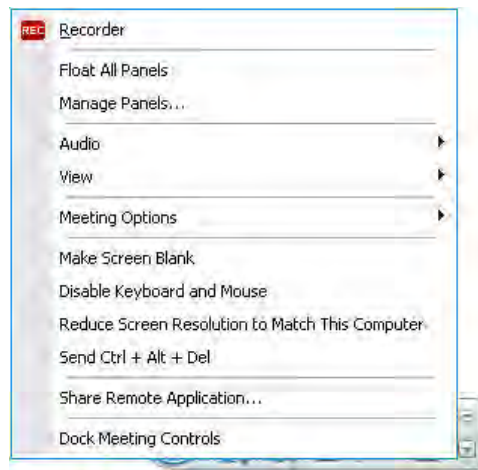 REC Recorder
Float All Panels
Manage Panels...
Audio
View
Meeting Options
Make Screen Blank
Disable Keyboard and Mouse
Reduce Screen Resolution to Match This Computer
Send Ctrl + Alt + Del
Share Remote Application...
Dock Meeting Controls